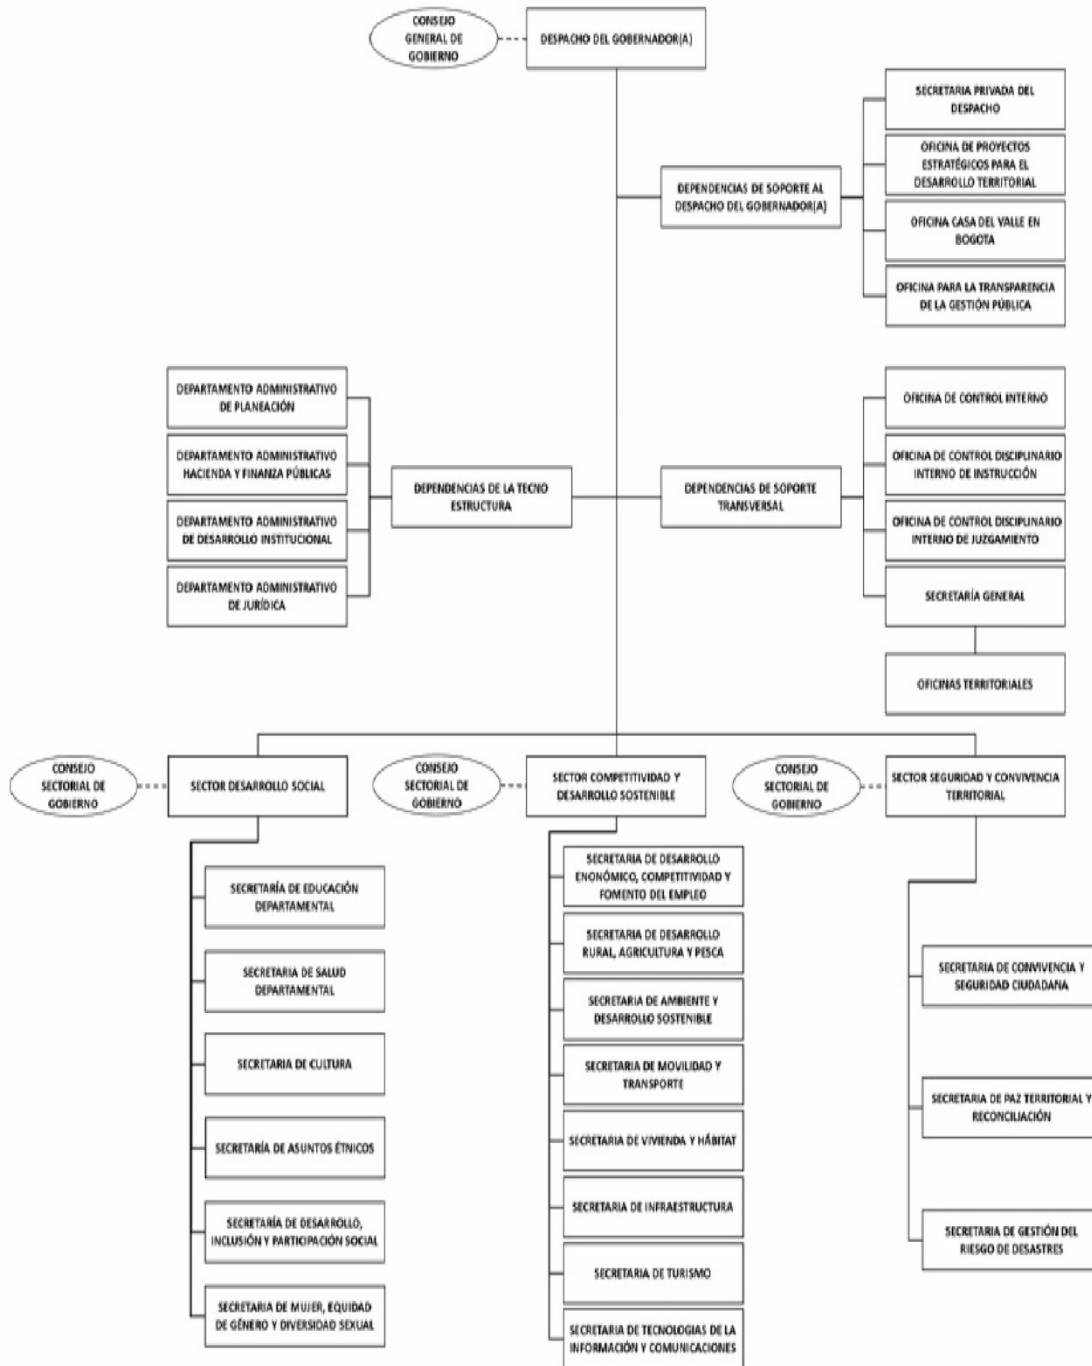 CONSEJO
GENERAL DE
GOBIERNO
DESPACHO DEL GOBERNADOR(A)
SECRETARIA PRIVADA DEL
DESPACHO
OFICINA DE PROYECTOS
ESTRATÉGICOS PARA EL
DESARROLLO TERRITORIAL
DEPENDENCIAS DE SOPORTE AL
DESPACHO DEL GOBERNADOR(A)
OFICINA CASA DEL VALLE EN
BOGOTA
OFICINA PARA LA TRANSPARENCIA
DE LA GESTIÓN PÚBLICA
DEPARTAMENTO ADMINISTRATIVO
DE PLANEACIÓN
DEPARTAMENTO ADMINISTRATIVO
HACIENDA Y FINANZA PÚBLICAS
DEPARTAMENTO ADMINISTRATIVO
DE DESARROLLO INSTITUCIONAL
DEPARTAMENTO ADMINISTRATIVO
DE JURÍDICA
DEPENDENCIAS DE LA TECNO
ESTRUCTURA
DEPENDENCIAS DE SOPORTE
TRANSVERSAL
OFICINA DE CONTROL INTERNO
OFICINA DE CONTROL DISCIPLINARIO
INTERNO DE INSTRUCCIÓN
OFICINA DE CONTROL DISCIPLINARIO
INTERNO DE JUZGAMIENTO
SECRETARÍA GENERAL
OFICINAS TERRITORIALES
CONSEJO
SECTORIAL DE
GOBIERNO
SECTOR DESARROLLO SOCIAL
SECRETARÍA DE EDUCACIÓN
DEPARTAMENTAL
SECRETARIA DE SALUD
DEPARTAMENTAL
SECRETARIA DE CULTURA
SECRETARÍA DE ASUNTOS ÉTNICOS
SECRETARÍA DE DESARROLLO,
INCLUSIÓN Y PARTICIPACIÓN SOCIAL
SECRETARIA DE MUJER, EQUIDAD
DE GÉNERO Y DIVERSIDAD SEXUAL
CONSEJO
SECTORIAL DE
GOBIERNO
SECTOR COMPETITIVIDAD Y
DESARROLLO SOSTENIBLE
SECRETARIA DE DESARROLLO
ENONÓMICO, COMPETITIVIDAD Y
FOMENTO DEL EMPLEO
SECRETARIA DE DESARROLLO
RURAL, AGRICULTURA Y PESCA
SECRETARIA DE AMBIENTE Y
DESARROLLO SOSTENIBLE
SECRETARIA DE MOVILIDAD Y
TRANSPORTE
SECRETARIA DE VIVIENDA Y HÁBITAT
SECRETARIA DE INFRAESTRUCTURA
SECRETARIA DE TURISMO
SECRETARIA DE TECNOLOGIAS DE LA
INFORMACIÓN Y COMUNICACIONES
CONSEJO
SECTORIAL DE
GOBIERNO
SECTOR SEGURIDAD Y CONVIVENCIA
TERRITORIAL
SECRETARIA DE CONVIVENCIA Y
SEGURIDAD CIUDADANA
SECRETARIA DE PAZ TERRITORIAL Y
RECONCILIACIÓN
SECRETARIA DE GESTIÓN DEL
RIESGO DE DESASTRES